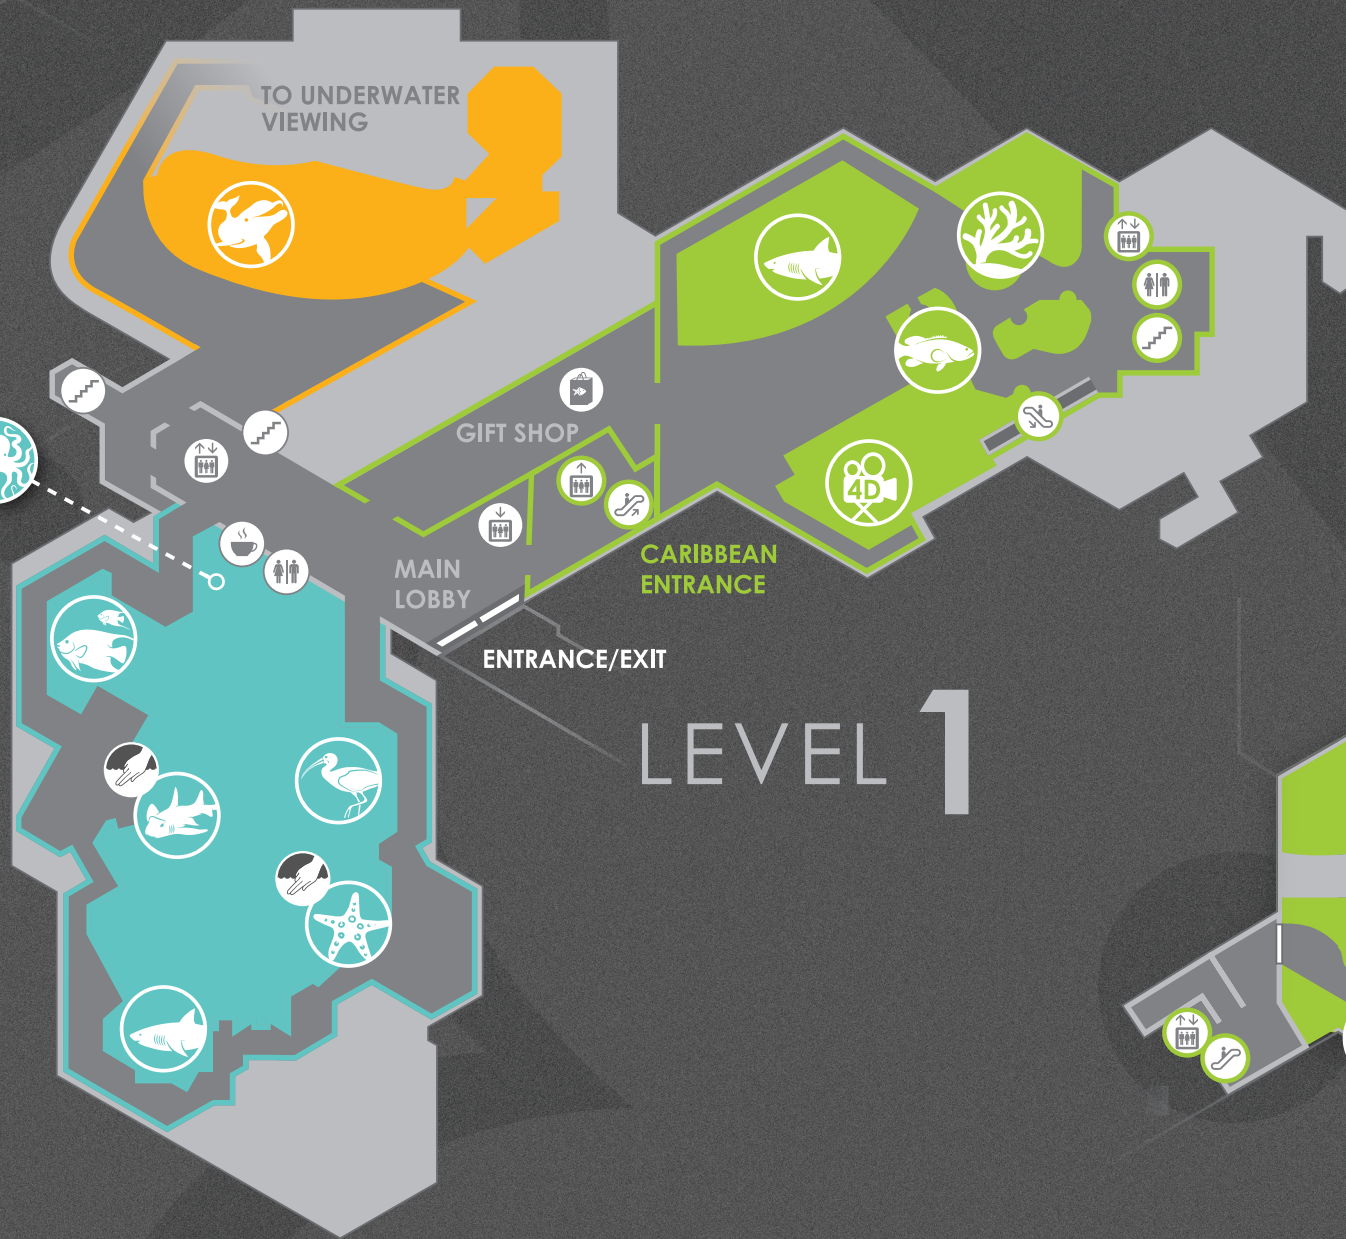 TO UNDERWATER
VIEWING
GIFT SHOP
4D
MAIN
LOBBY
CARIBBEAN
ENTRANCE
ENTRANCE/EXIT
LEVEL 1